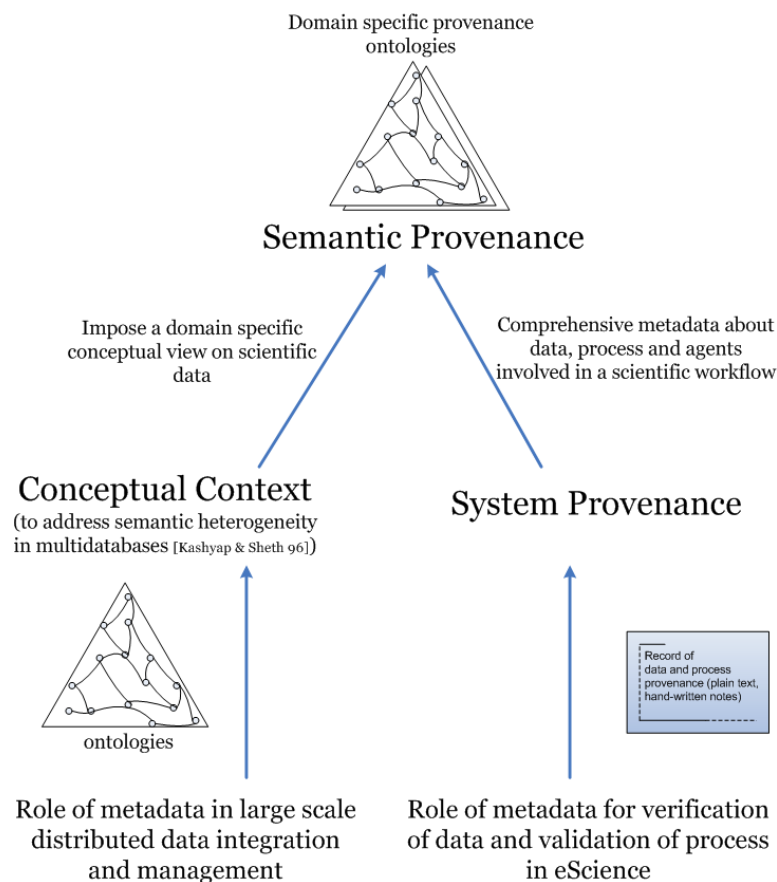 Domain specific provenance
ontologies
Semantic Provenance
Impose a domain specific
conceptual view on scientific
data
Comprehensive metadata about
data, process and agents
involved in a scientific workflow
Conceptual Context
(to address semantic heterogeneity
in multidatabases [Kashyap & Sheth 96])
System Provenance
ontologies
Record of
data and process
provenance (plain text,
hand-written notes)
Role of metadata in large scale
distributed data integration
and management
Role of metadata for verification
of data and validation of process
in eScience